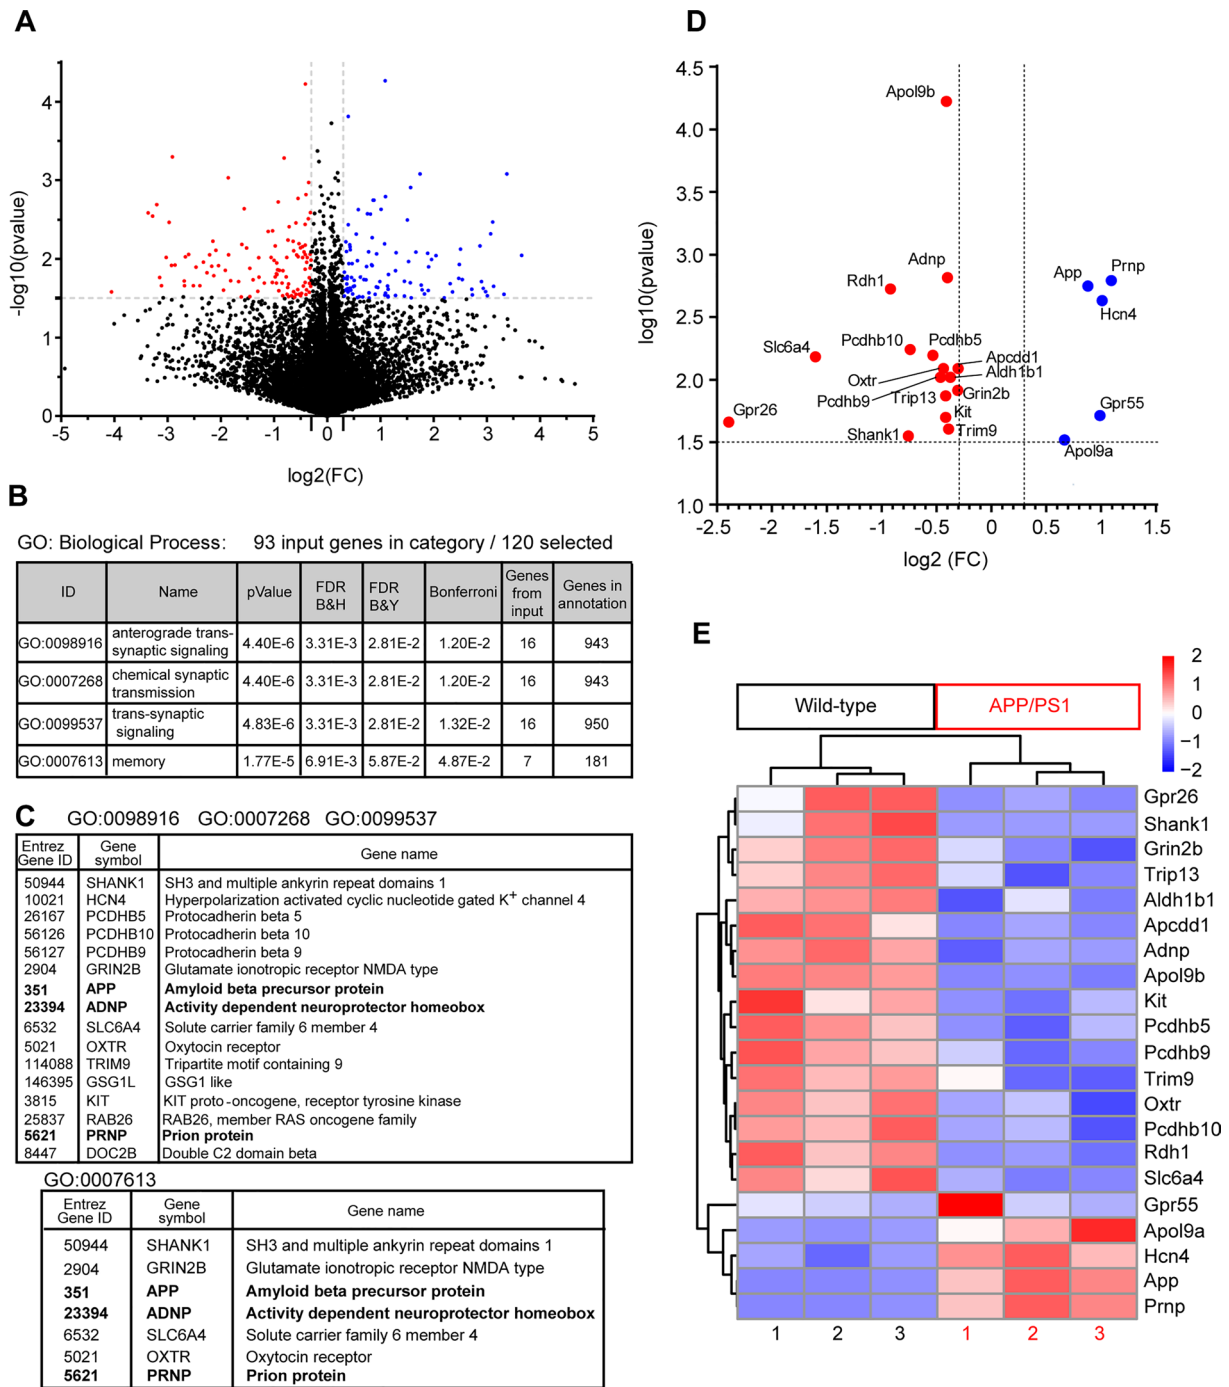 A
-log10(pvalue)
4
3
2
1
0
-5
-4
-3
-2
-1
0
1
2
3
4
5
log2(FC)
B
GO: Biological Process: 93 input genes in category / 120 selected
ID Name pValue FDR B&H FDR B&Y Bonferroni Genes from input Genes in annotation
GO:0098916 anterograde trans-synaptic signaling 4.40E-6 3.31E-3 2.81E-2 1.20E-2 16 943
GO:0007268 chemical synaptic transmission 4.40E-6 3.31E-3 2.81E-2 1.20E-2 16 943
GO:0099537 trans-synaptic signaling 4.83E-6 3.31E-3 2.81E-2 1.32E-2 16 950
GO:0007613 memory 1.77E-5 6.91E-3 5.87E-2 4.87E-2 7 181
C
GO:0098916 GO:0007268 GO:0099537
Entrez Gene ID Gene symbol Gene name
50944 SHANK1 SH3 and multiple ankyrin repeat domains 1
10021 HCN4 Hyperpolarization activated cyclic nucleotide gated K+ channel 4
26167 PCDHB5 Protocadherin beta 5
56126 PCDHB10 Protocadherin beta 10
56127 PCDHB9 Protocadherin beta 9
2904 GRIN2B Glutamate ionotropic receptor NMDA type
351 APP Amyloid beta precursor protein
23394 ADNP Activity dependent neuroprotector homeobox
6532 SLC6A4 Solute carrier family 6 member 4
5021 OXTR Oxytocin receptor
114088 TRIM9 Tripartite motif containing 9
146395 GSG1L GSG1 like
3815 KIT KIT proto-oncogene, receptor tyrosine kinase
25837 RAB26 RAB26, member RAS oncogene family
5621 PRNP Prion protein
8447 DOC2B Double C2 domain beta
GO:0007613
Entrez Gene ID Gene symbol Gene name
50944 SHANK1 SH3 and multiple ankyrin repeat domains 1
2904 GRIN2B Glutamate ionotropic receptor NMDA type
351 APP Amyloid beta precursor protein
23394 ADNP Activity dependent neuroprotector homeobox
6532 SLC6A4 Solute carrier family 6 member 4
5021 OXTR Oxytocin receptor
5621 PRNP Prion protein
D
log10(pvalue)
4.5
4.0
3.5
3.0
2.5
2.0
1.5
1.0
-2.5
-2
-1.5
-1
-0.5
0
0.5
1
1.5
log2 (FC)
Apol9b
Adnp
Rdh1
App
Prnp
Hcn4
Slc6a4
Pcdhb10
Pcdhb5
Apcdd1
Aldh1b1
Oxtr
Pcdhb9
Trip13
Grin2b
Gpr26
Kit
Shank1
Trim9
Gpr55
Apol9a
E
Wild-type
APP/PS1
2
1
0
−1
−2
Gpr26
Shank1
Grin2b
Trip13
Aldh1b1
Apcdd1
Adnp
Apol9b
Kit
Pcdhb5
Pcdhb9
Trim9
Oxtr
Pcdhb10
Rdh1
Slc6a4
Gpr55
Apol9a
Hcn4
App
Prnp
1 2 3 1 2 3